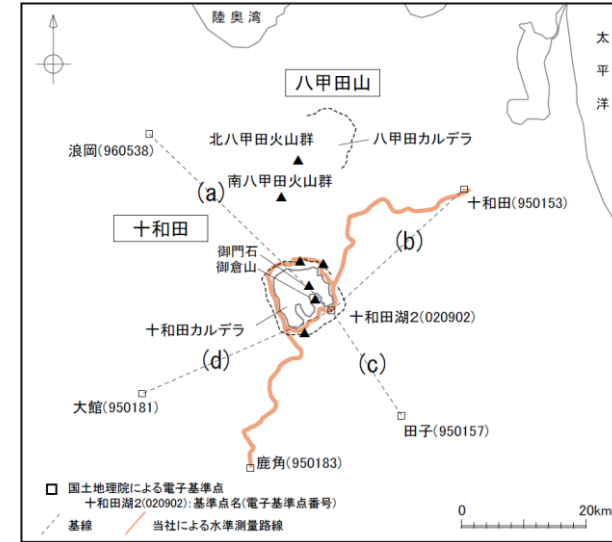 陸奥湾
太平洋
八甲田山
北八甲田火山群
八甲田カルデラ
浪岡(960538)
南八甲田火山群
(a)
十和田(950153)
十和田
(b)
御門石
御倉山
十和田湖2(020902)
十和田カルデラ
(d)
(c)
大館(950181)
田子(950157)
鹿角(950183)
国土地理院による電子基準点
十和田湖2(020902):基準点名(電子基準点番号)
基線
当社による水準測量路線
0
20km